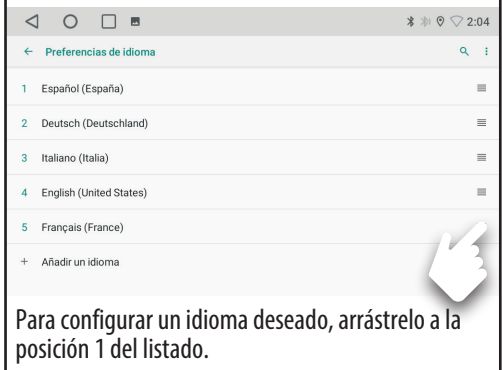 2:04
Preferencias de idioma
1 Español (España)
2 Deutsch (Deutschland)
3 Italiano (Italia)
4 English (United States)
5 Français (France)
+ Añadir un idioma
Para configurar un idioma deseado, arrástrelo a la
posición 1 del listado.